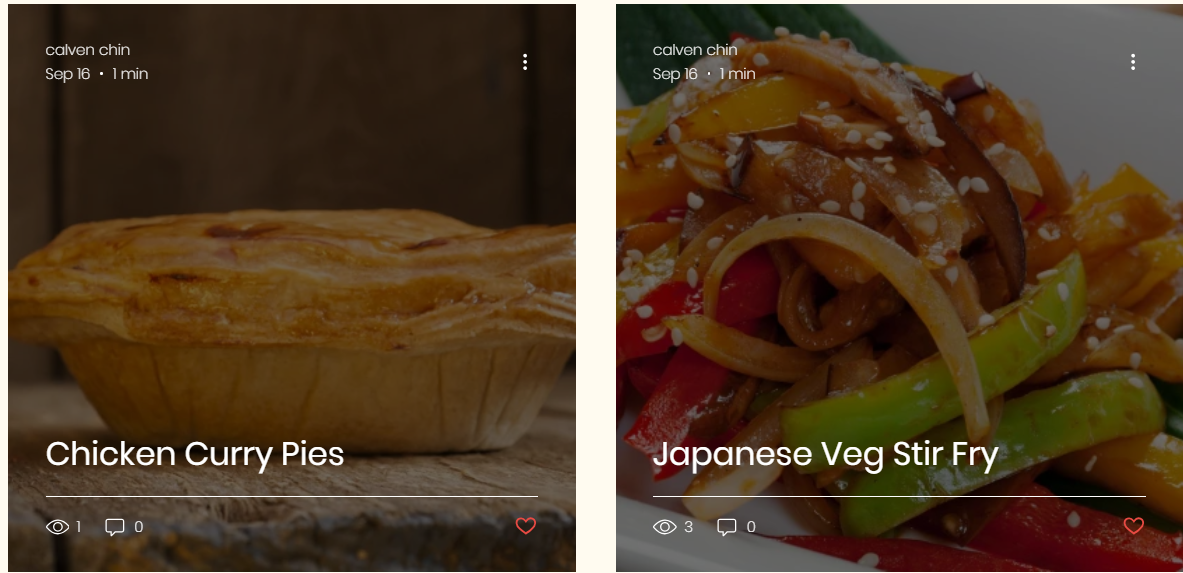 calven chin
Sep 16 · 1 min
Chicken Curry Pies
1 0
calven chin
Sep 16 · 1 min
Japanese Veg Stir Fry
3 0